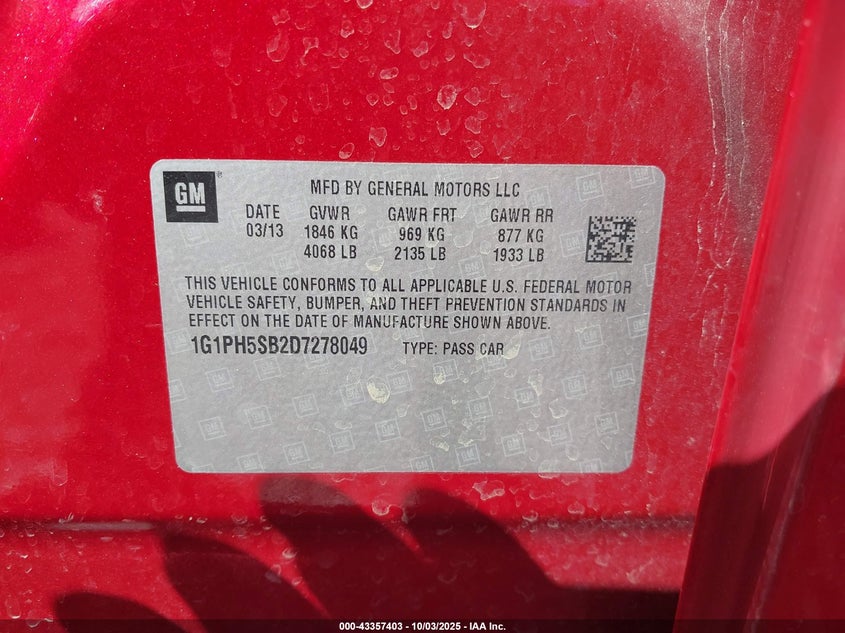 GM
MFD BY GENERAL MOTORS LLC
DATE GVWR GAWR FRT GAWR RR
03/13 1846 KG 969 KG 877 KG
4068 LB 2135 LB 1933 LB
THIS VEHICLE CONFORMS TO ALL APPLICABLE U.S. FEDERAL MOTOR
VEHICLE SAFETY, BUMPER, AND THEFT PREVENTION STANDARDS IN
EFFECT ON THE DATE OF MANUFACTURE SHOWN ABOVE.
1G1PH5SB2D7278049 TYPE: PASS CAR
000-43357403 - 10/03/2025 - IAA Inc.